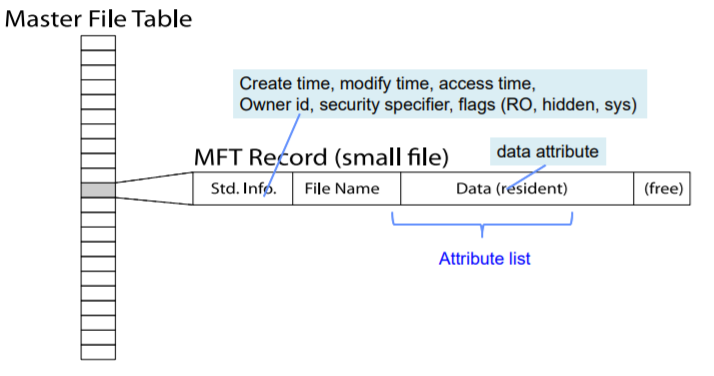 Master File Table
Create time, modify time, access time,
Owner id, security specifier, flags (RO, hidden, sys)
MFT Record (small file)
data attribute
Std. Info.
File Name
Data (resident)
(free)
Attribute list